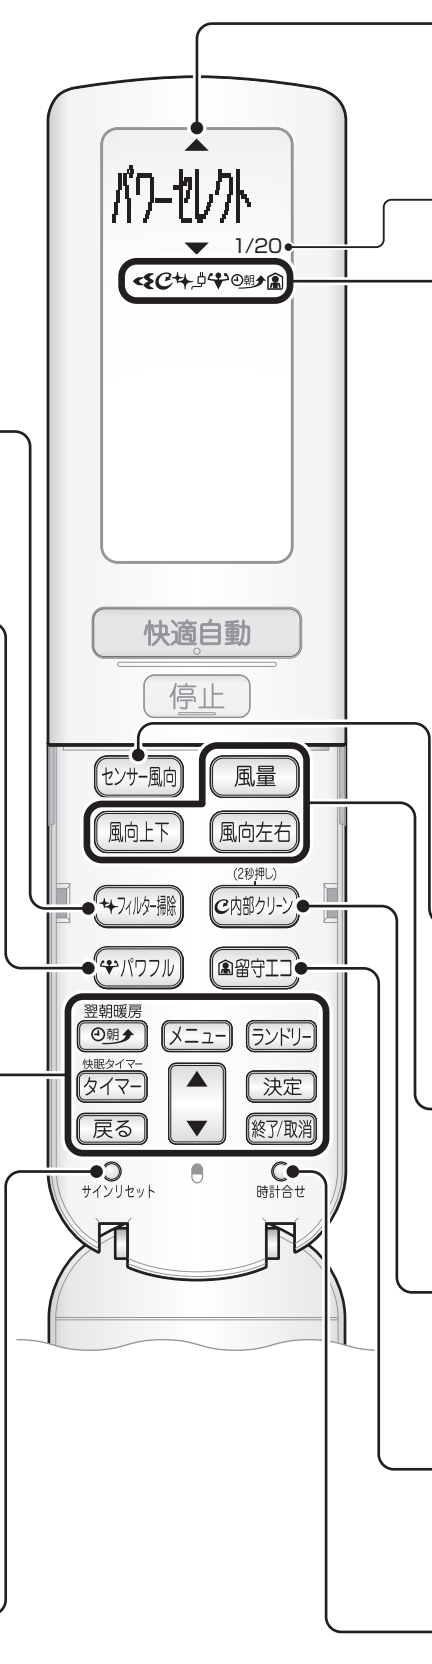 パワーセレクト
1/20
朝
快適自動
停止
センサー風向
風量
風向上下
風向左右
(2秒押し)
フィルター掃除
内部クリーン
パワフル
留守エコ
翌朝暖房
朝
メニュー
ランドリー
快眠タイマー
タイマー
決定
戻る
終了/取消
サインリセット
時計合せ